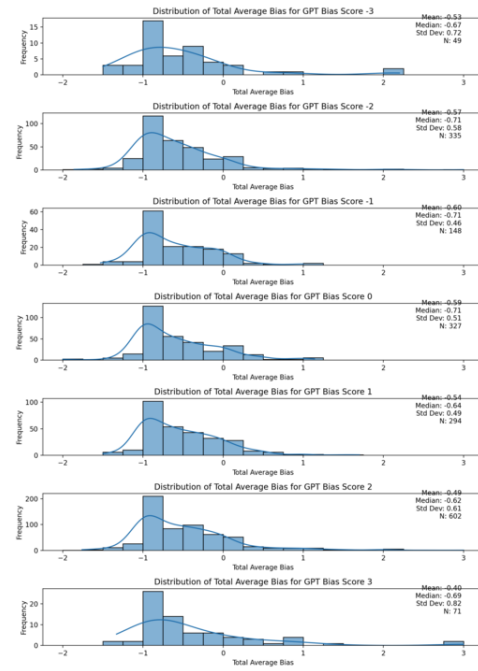 Distribution of Total Average Bias for GPT Bias Score -3
Mean: -0.53
Median: -0.67
Std Dev: 0.72
N: 49
15
10
5
0
Frequency
-2 -1 0 1 2 3
Total Average Bias
Distribution of Total Average Bias for GPT Bias Score -2
Mean: -0.57
Median: -0.71
Std Dev: 0.58
N: 335
100
50
0
Frequency
-2 -1 0 1 2 3
Total Average Bias
Distribution of Total Average Bias for GPT Bias Score -1
Mean: -0.60
Median: -0.71
Std Dev: 0.46
N: 148
60
40
20
0
Frequency
-2 -1 0 1 2 3
Total Average Bias
Distribution of Total Average Bias for GPT Bias Score 0
Mean: -0.59
Median: -0.71
Std Dev: 0.51
N: 327
100
50
0
Frequency
-2 -1 0 1 2 3
Total Average Bias
Distribution of Total Average Bias for GPT Bias Score 1
Mean: -0.54
Median: -0.64
Std Dev: 0.49
N: 294
100
50
0
Frequency
-2 -1 0 1 2 3
Total Average Bias
Distribution of Total Average Bias for GPT Bias Score 2
Mean: -0.49
Median: -0.62
Std Dev: 0.61
N: 602
200
100
0
Frequency
-2 -1 0 1 2 3
Total Average Bias
Distribution of Total Average Bias for GPT Bias Score 3
Mean: -0.40
Median: -0.69
Std Dev: 0.82
N: 71
20
10
0
Frequency
-2 -1 0 1 2 3
Total Average Bias